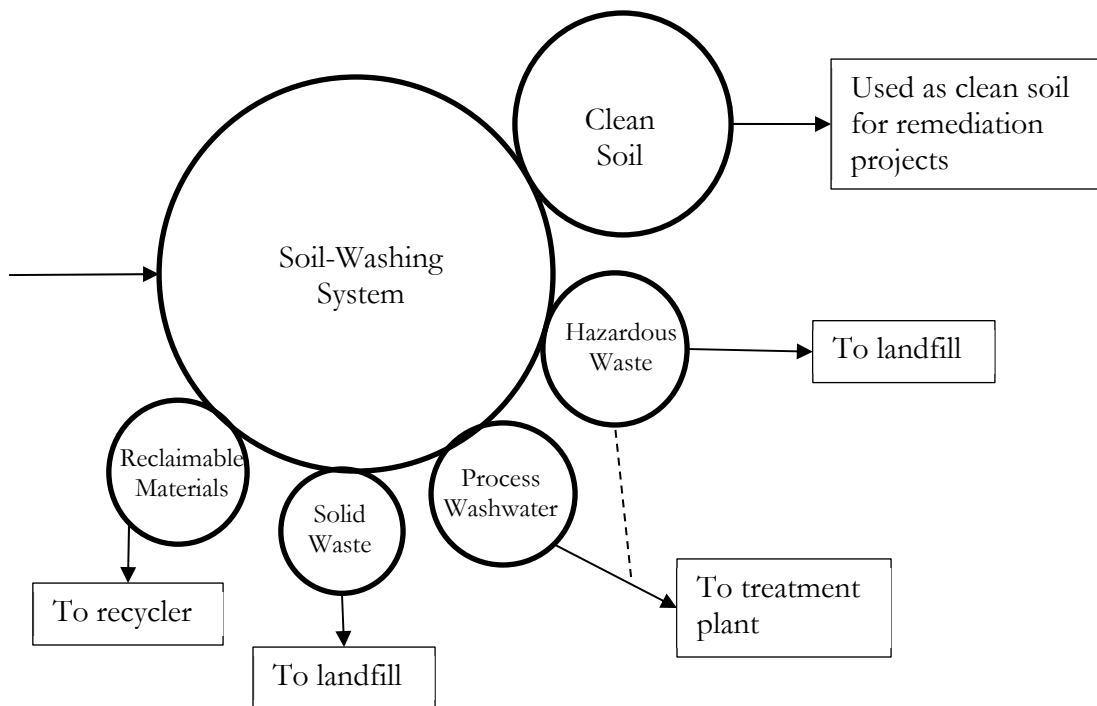 Clean
Soil
Used as clean soil
for remediation
projects
Soil-Washing
System
Hazardous
Waste
To landfill
Reclaimable
Materials
Solid
Waste
Process
Washwater
To recycler
To landfill
To treatment
plant